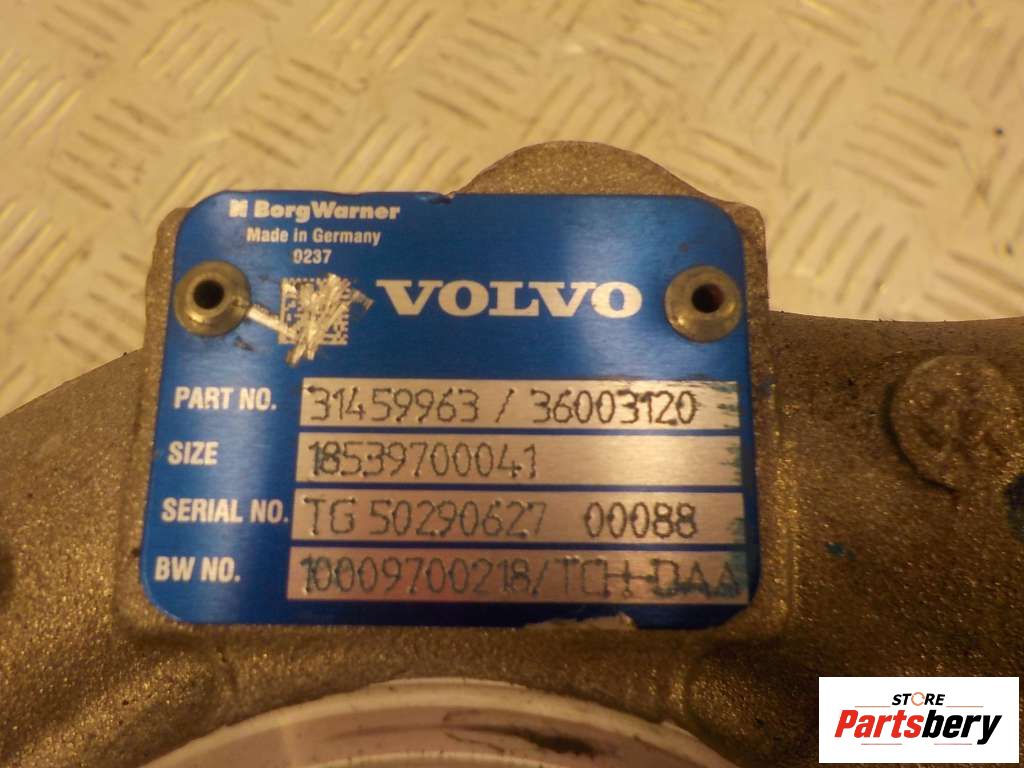 BorgWarner
Made in Germany
0237
VOLVO
PART NO. 31459963 / 36003120
SIZE 18539700041
SERIAL NO. TG 50290627 00088
BW NO. 10009700218/TCH-DAA
STORE
Partsbery